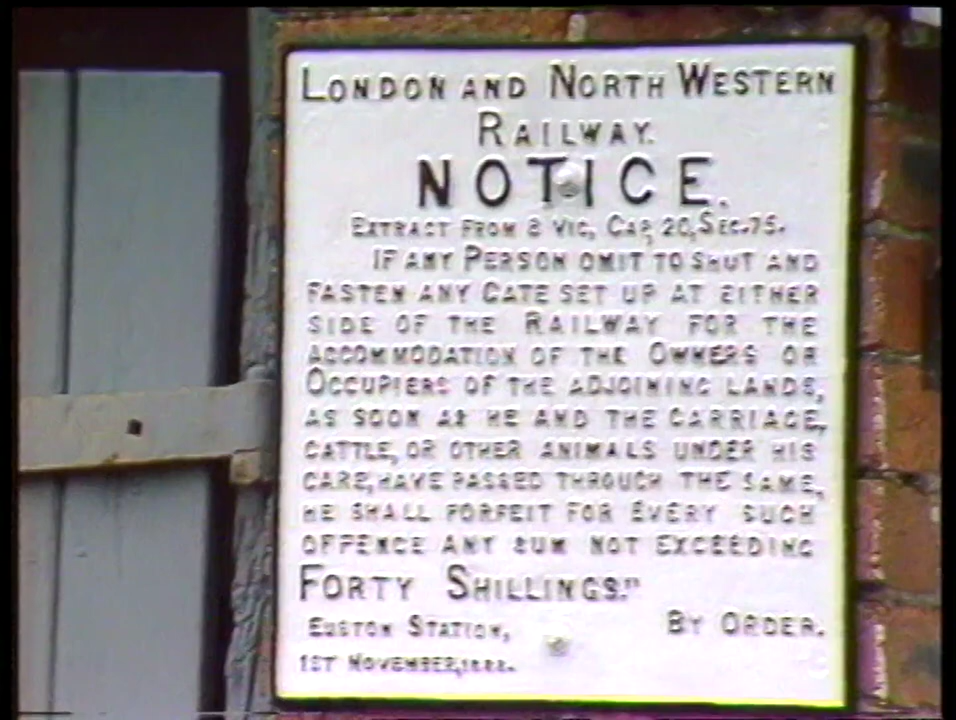 LONDON AND NORTH WESTERN
RAILWAY.
NOTICE.
EXTRACT FROM 8 VIC, CAP, 20, SEC. 75.
IF ANY PERSON OMIT TO SHUT AND
FASTEN ANY GATE SET UP AT EITHER
SIDE OF THE RAILWAY FOR THE
ACCOMMODATION OF THE OWNERS OR
OCCUPIERS OF THE ADJOINING LANDS,
AS SOON AS HE AND THE CARRIAGE,
CATTLE, OR OTHER ANIMALS UNDER HIS
CARE, HAVE PASSED THROUGH THE SAME,
HE SHALL FORFEIT FOR EVERY SUCH
OFFENCE ANY SUM NOT EXCEEDING
FORTY SHILLINGS."
EUSTON STATION, BY ORDER.
1ST NOVEMBER,